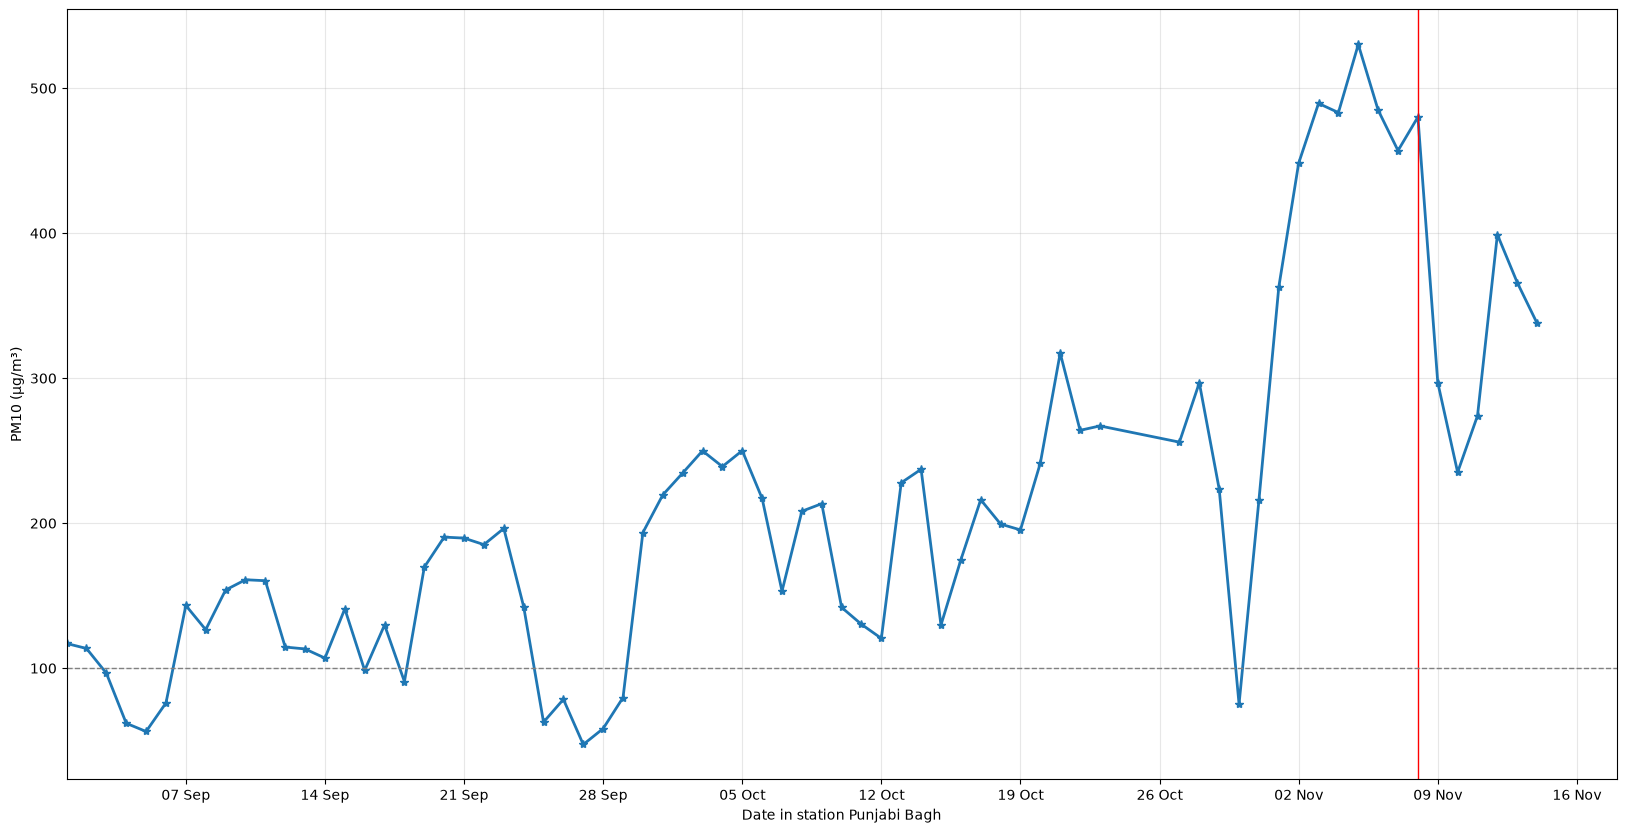 500
400
300
200
100
PM10 (µg/m³)
07 Sep 14 Sep 21 Sep 28 Sep 05 Oct 12 Oct 19 Oct 26 Oct 02 Nov 09 Nov 16 Nov
Date in station Punjabi Bagh